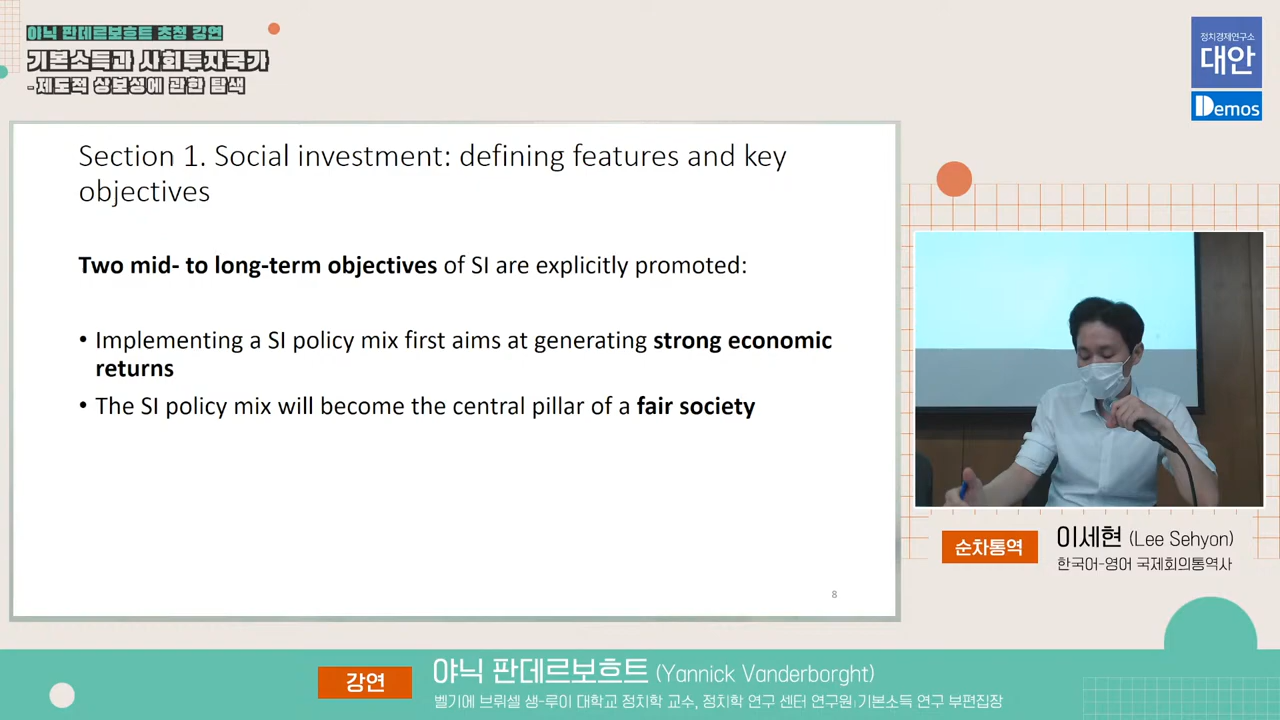 야닉 판데르보흐트 초청 강연
기본소득과 사회투자국가
-제도적 상보성에 관한 탐색
정치경제연구소
대안
Demos
Section 1. Social investment: defining features and key
objectives
Two mid- to long-term objectives of SI are explicitly promoted:
• Implementing a SI policy mix first aims at generating strong economic
returns
• The SI policy mix will become the central pillar of a fair society
8
순차통역
이세현 (Lee Sehyon)
한국어-영어 국제회의통역사
강연
야닉 판데르보흐트 (Yannick Vanderborght)
벨기에 브뤼셀 생-루이 대학교 정치학 교수, 정치학 연구 센터 연구원, 기본소득 연구 부편집장